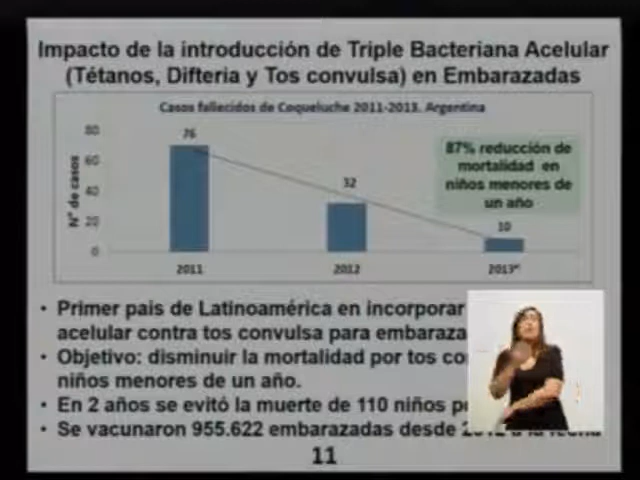 Impacto de la introducción de Triple Bacteriana Acelular
(Tétanos, Difteria y Tos convulsa) en Embarazadas
Casos fallecidos de Coqueluche 2011-2013. Argentina
N° de casos
80
60
40
20
0
76
32
10
2011
2012
2013*
87% reducción de
mortalidad en
niños menores de
un año
• Primer pais de Latinoamérica en incorporar
acelular contra tos convulsa para
• Objetivo: disminuir la mortalidad por tos
niños menores de un año.
• En 2 años se evitó la muerte de 110 niños
• Se vacunaron 955.622 embarazadas desde
11